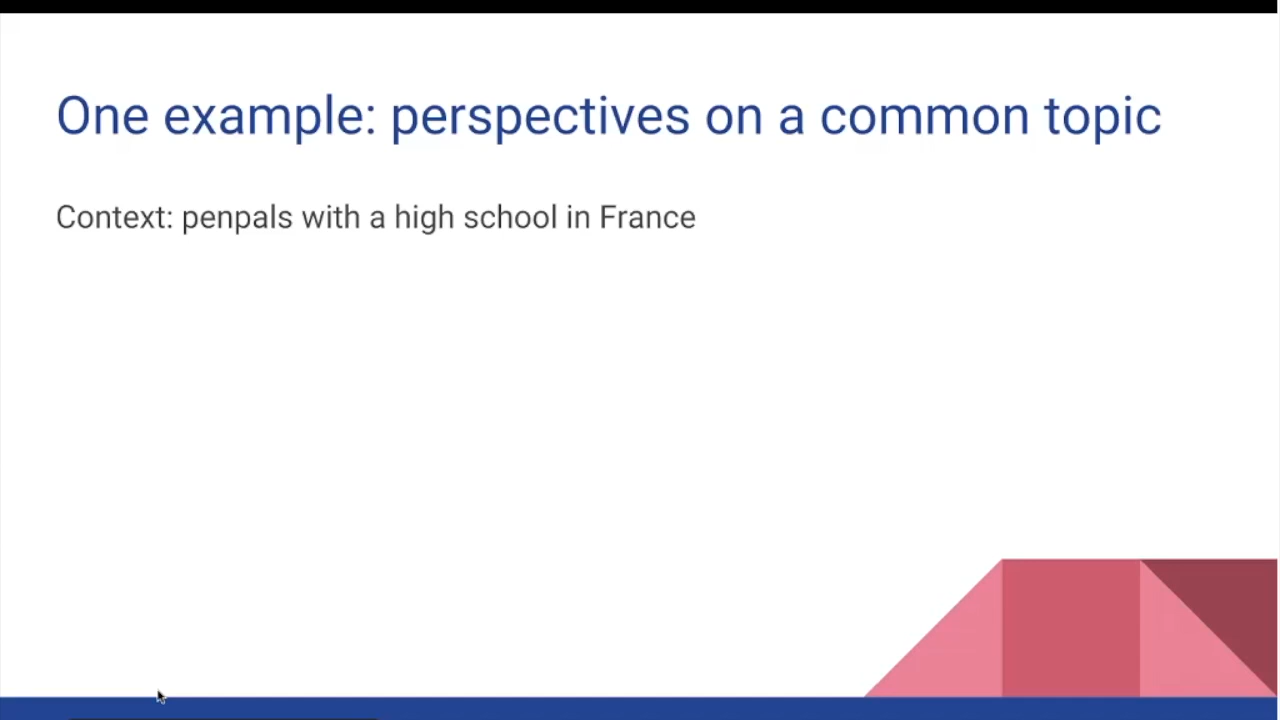 One example: perspectives on a common topic
Context: penpals with a high school in France